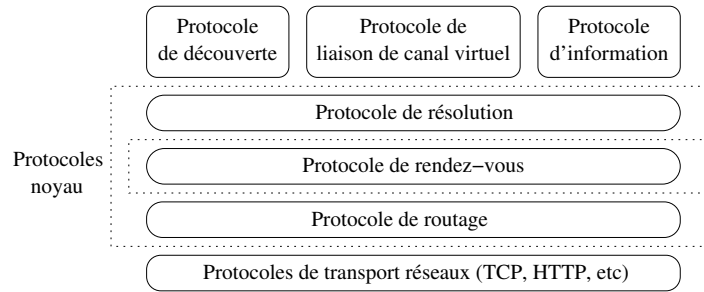 Protocole
de découverte
Protocole de
liaison de canal virtuel
Protocole
d'information
Protocole de résolution
Protocoles
noyau
Protocole de rendez−vous
Protocole de routage
Protocoles de transport réseaux (TCP, HTTP, etc)